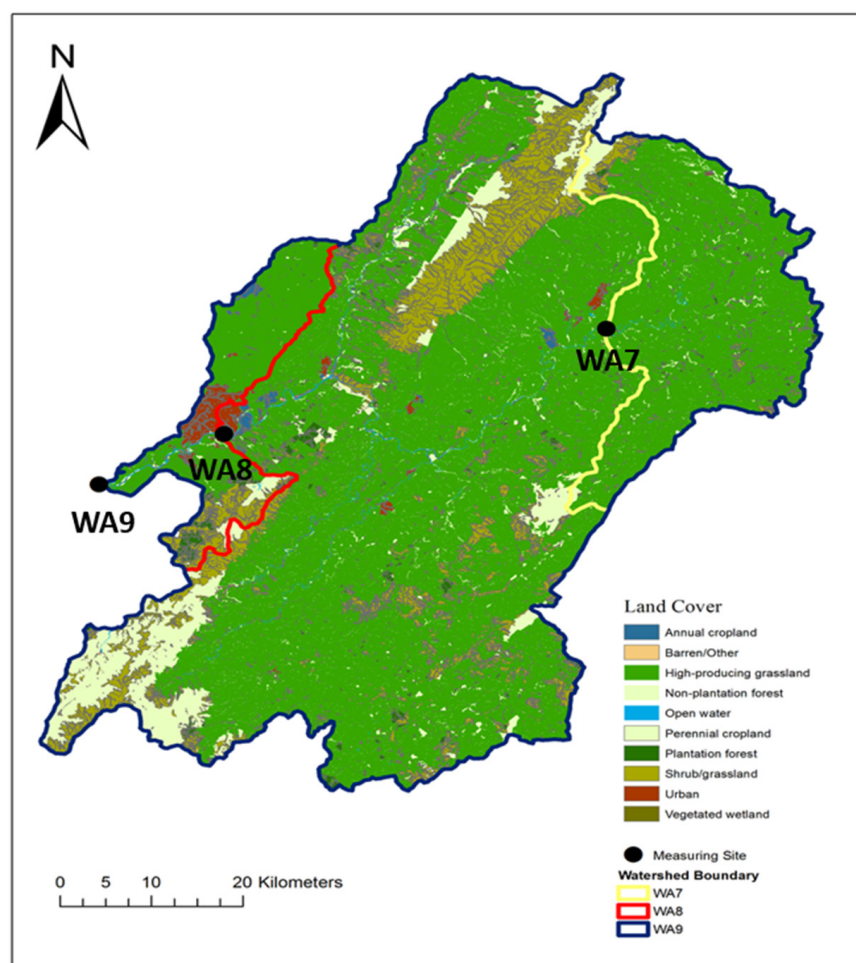 N
WA7
WA8
WA9
Land Cover
Annual cropland
Barren/Other
High-producing grassland
Non-plantation forest
Open water
Perennial cropland
Plantation forest
Shrub/grassland
Urban
Vegetated wetland
Measuring Site
Watershed Boundary
WA7
WA8
WA9
0 5 10 20 Kilometers